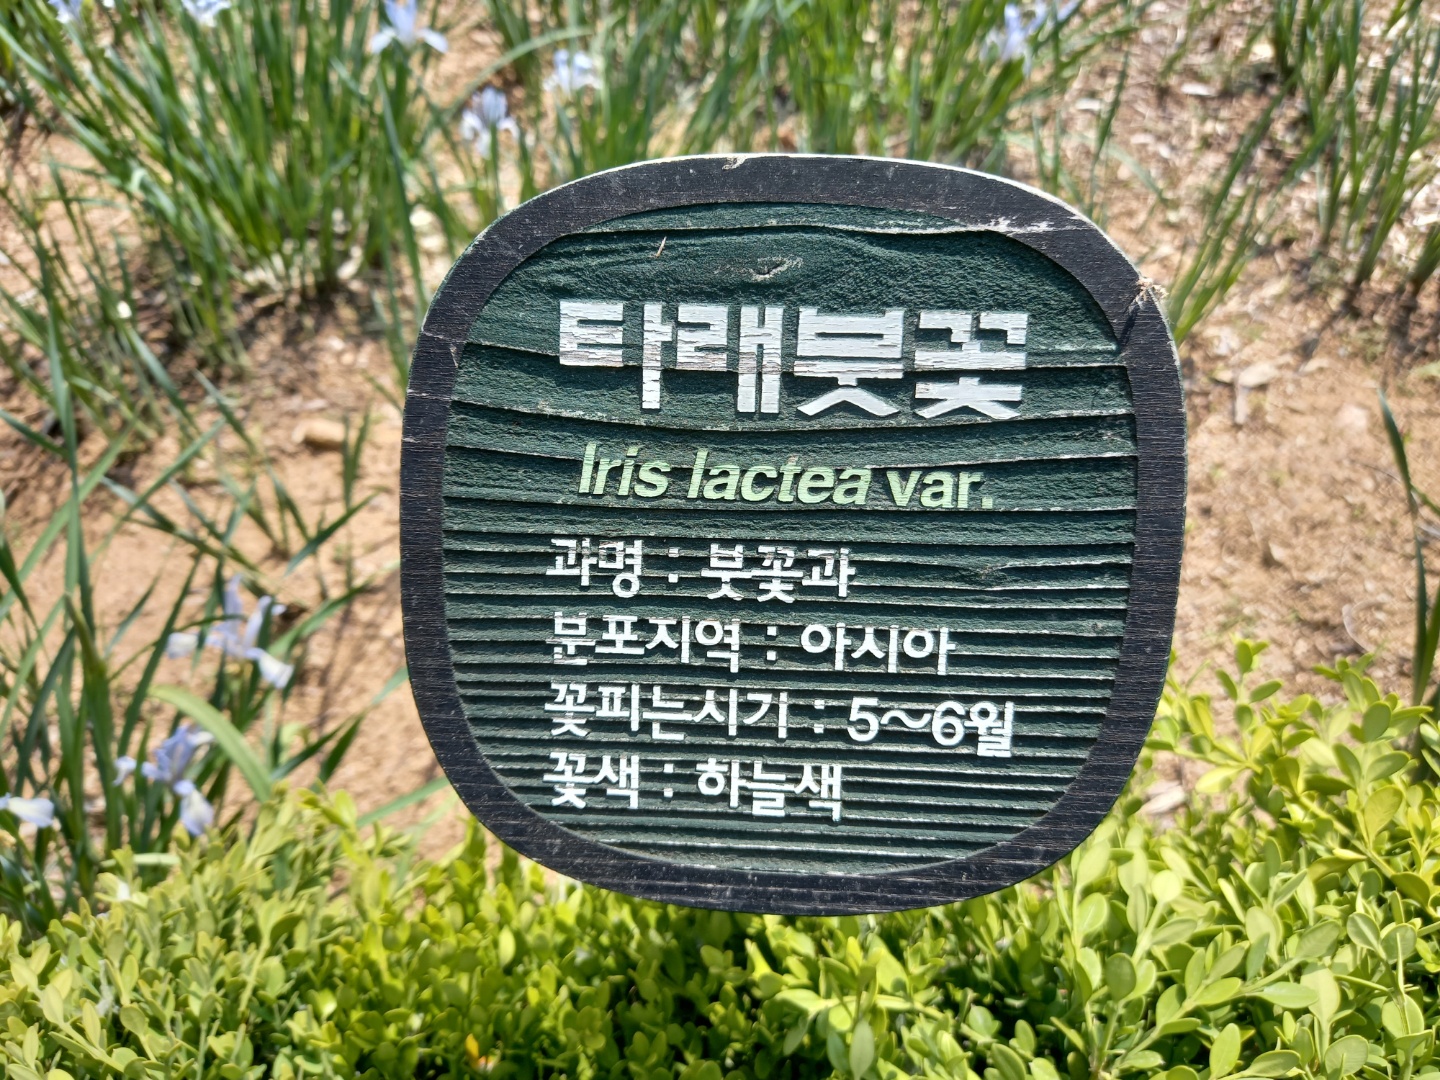 타래붓꽃
Iris lactea var.
과명 : 붓꽃과
분포지역 : 아시아
꽃피는시기 : 5~6월
꽃색 : 하늘색